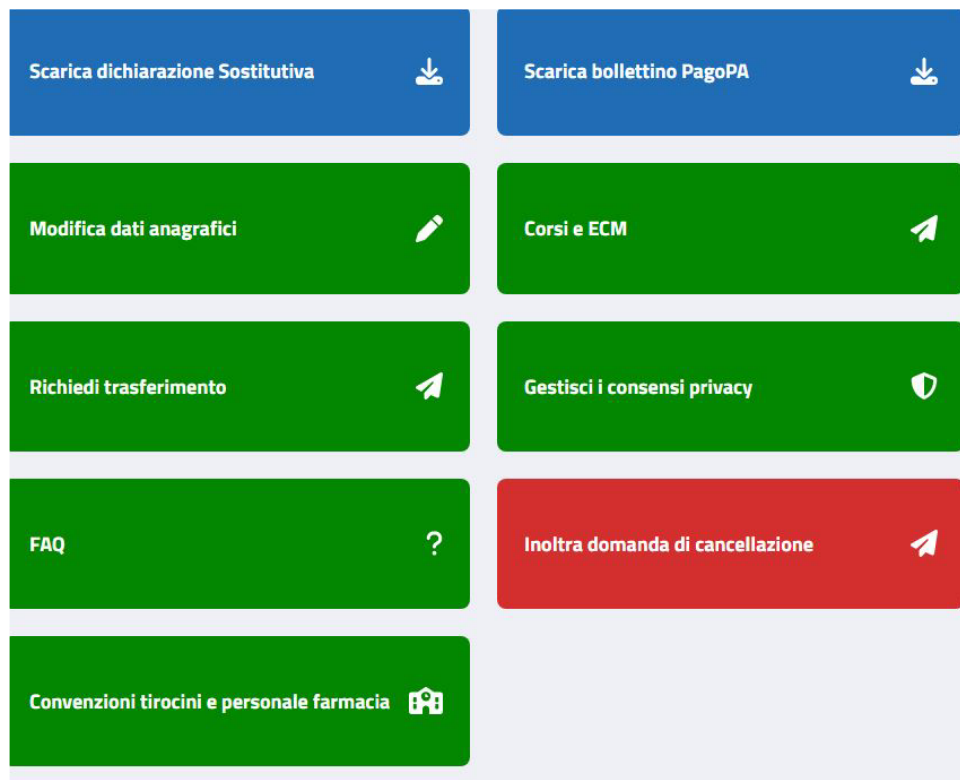 Scarica dichiarazione Sostitutiva
Scarica bollettino PagoPA
Modifica dati anagrafici
Corsi e ECM
Richiedi trasferimento
Gestisci i consensi privacy
FAQ
Inoltra domanda di cancellazione
Convenzioni tirocini e personale farmacia